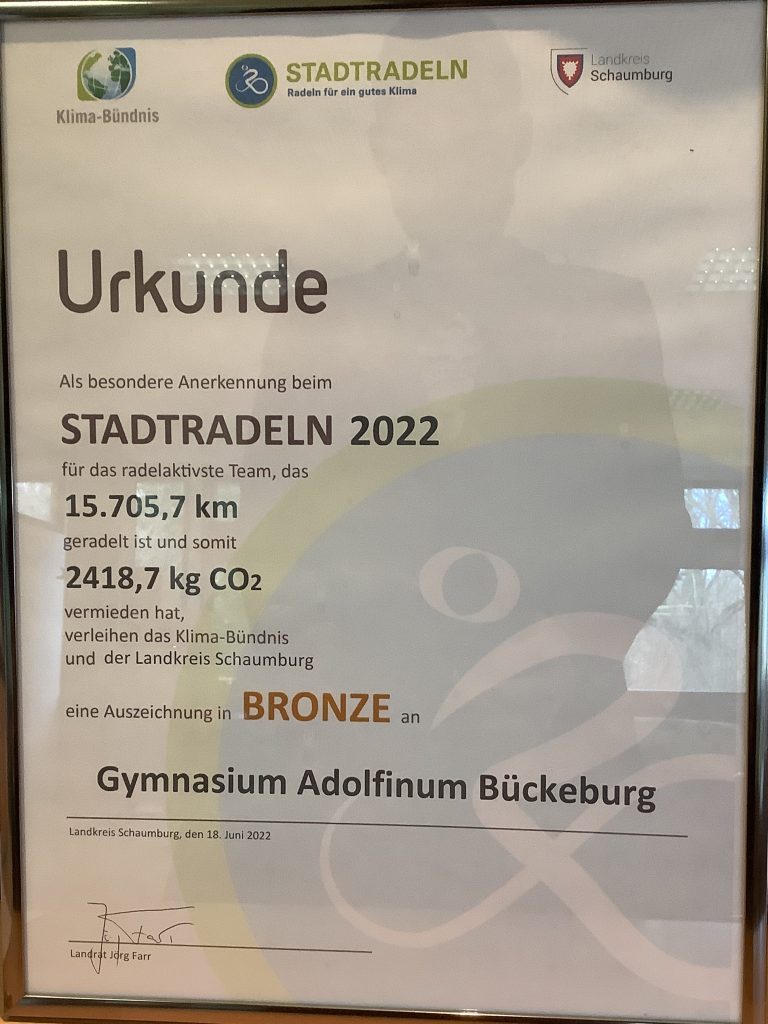 Klima-Bündnis
STADTRADELN
Radeln für ein gutes Klima
Landkreis
Schaumburg
Urkunde
Als besondere Anerkennung beim
STADTRADELN 2022
für das radelaktivste Team, das
15.705,7 km
geradelt ist und somit
2418,7 kg CO2
vermieden hat,
verleihen das Klima-Bündnis
und der Landkreis Schaumburg
eine Auszeichnung in BRONZE an
Gymnasium Adolfinum Bückeburg
Landkreis Schaumburg, den 18. Juni 2022
Landrat Jörg Farr